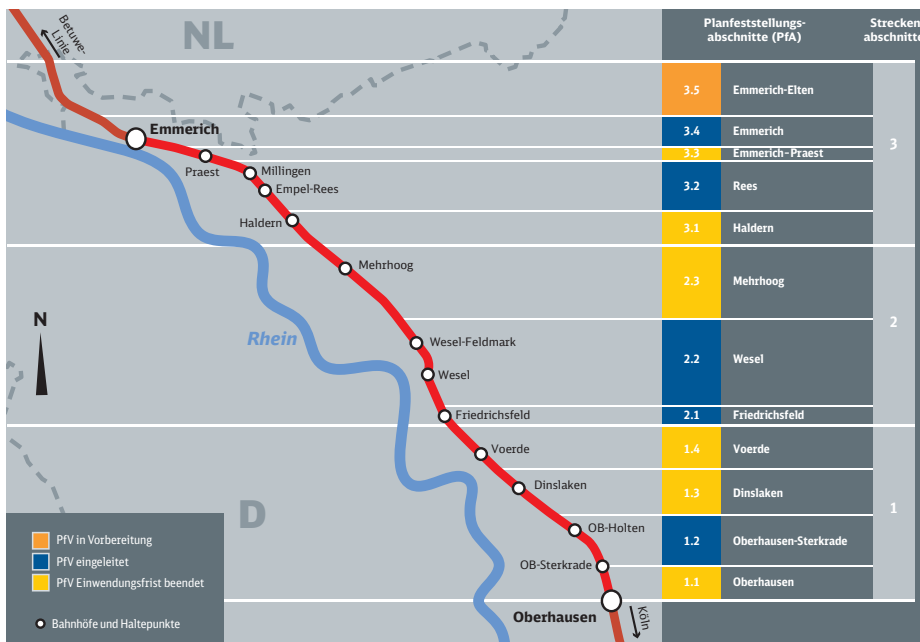 Betuwe-
Linie
NL
Emmerich
Praest
Millingen
Empel-Rees
Haldern
Mehrhoog
N
Rhein
Wesel-Feldmark
Wesel
Friedrichsfeld
Voerde
Dinslaken
D
OB-Holten
OB-Sterkrade
Oberhausen
Köln
PfV in Vorbereitung
PfV eingeleitet
PfV Einwendungsfrist beendet
Bahnhöfe und Haltepunkte
Planfeststellungs-
abschnitte (PfA)
Strecken
abschnitte
3.5 Emmerich-Elten
3.4 Emmerich
3.3 Emmerich-Praest
3.2 Rees
3.1 Haldern
3
2.3 Mehrhoog
2.2 Wesel
2.1 Friedrichsfeld
2
1.4 Voerde
1.3 Dinslaken
1.2 Oberhausen-Sterkrade
1.1 Oberhausen
1